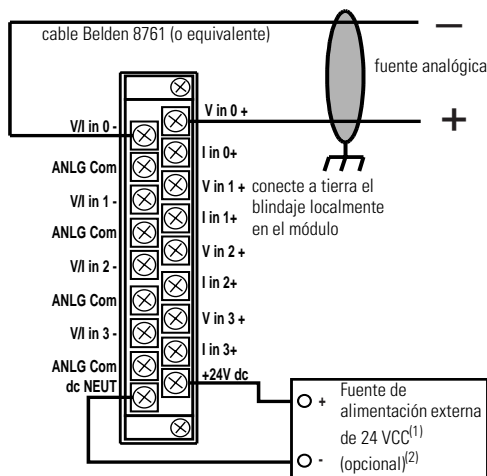 cable Belden 8761 (o equivalente)
−
fuente analógica
+
V in 0 +
V/I in 0 -
I in 0+
ANLG Com
V in 1 +
V/I in 1 -
conecte a tierra el
blindaje localmente
en el módulo
I in 1+
ANLG Com
V in 2 +
V/I in 2 -
I in 2+
ANLG Com
V in 3 +
V/I in 3 -
I in 3+
ANLG Com
+24V dc
dc NEUT
+ Fuente de
alimentación externa
de 24 VCC(1)
- (opcional)(2)